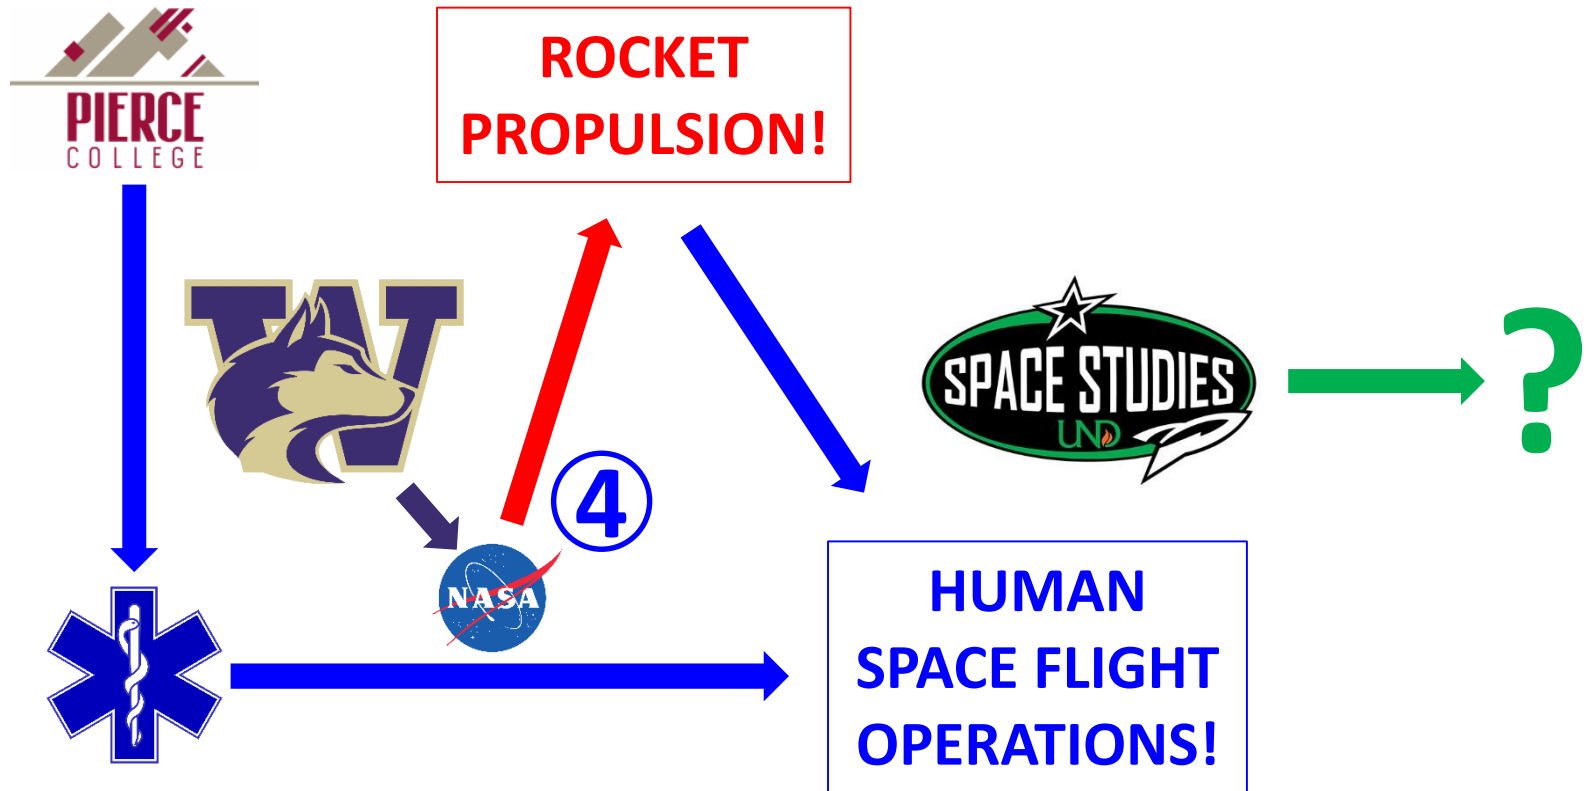 PIERCE
COLLEGE
ROCKET
PROPULSION!
W
SPACE STUDIES
UND
?
④
NASA
HUMAN
SPACE FLIGHT
OPERATIONS!